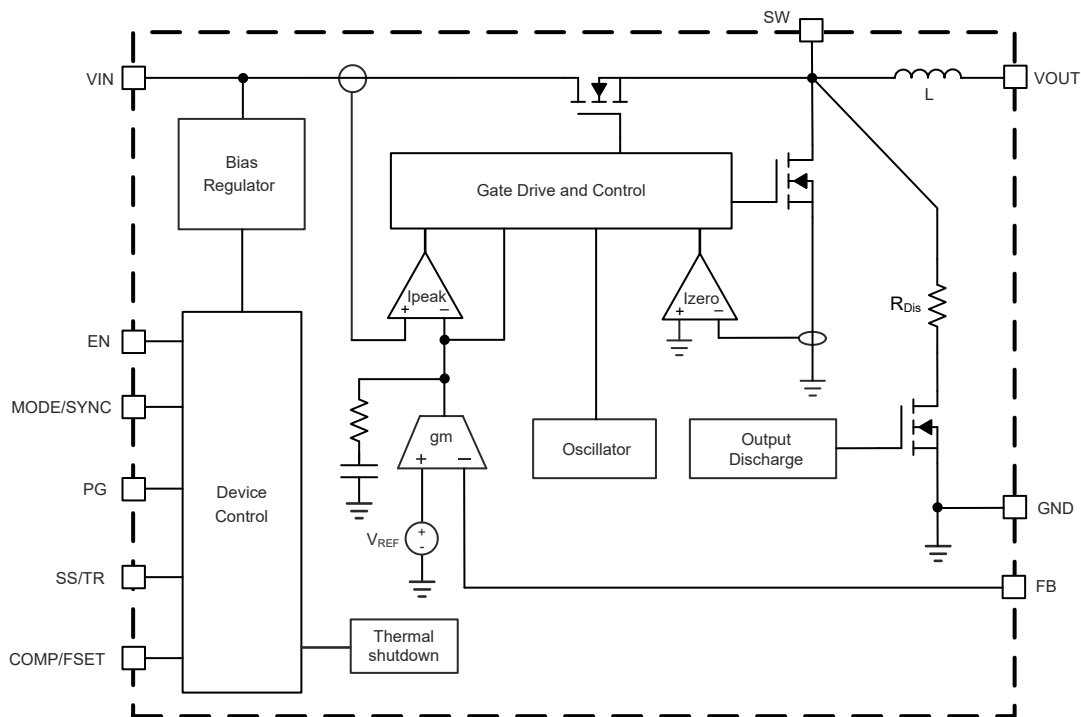 SW
VIN
VOUT
L
Bias
Regulator
Gate Drive and Control
Ipeak
+
–
Izero
+
–
RDis
EN
MODE/SYNC
gm
+
–
Oscillator
Output
Discharge
PG
Device
Control
VREF
+
-
GND
SS/TR
FB
Thermal
shutdown
COMP/FSET